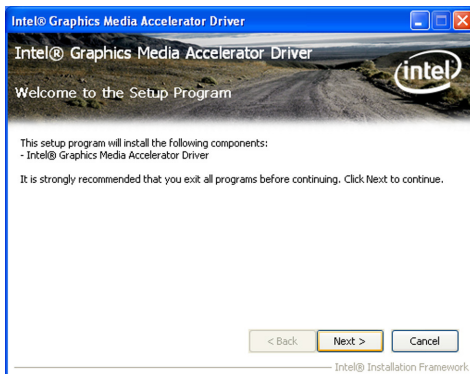 Intel® Graphics Media Accelerator Driver
Intel® Graphics Media Accelerator Driver
intel
Welcome to the Setup Program
This setup program will install the following components:
- Intel® Graphics Media Accelerator Driver
It is strongly recommended that you exit all programs before continuing. Click Next to continue.
< Back Next > Cancel
Intel® Installation Framework